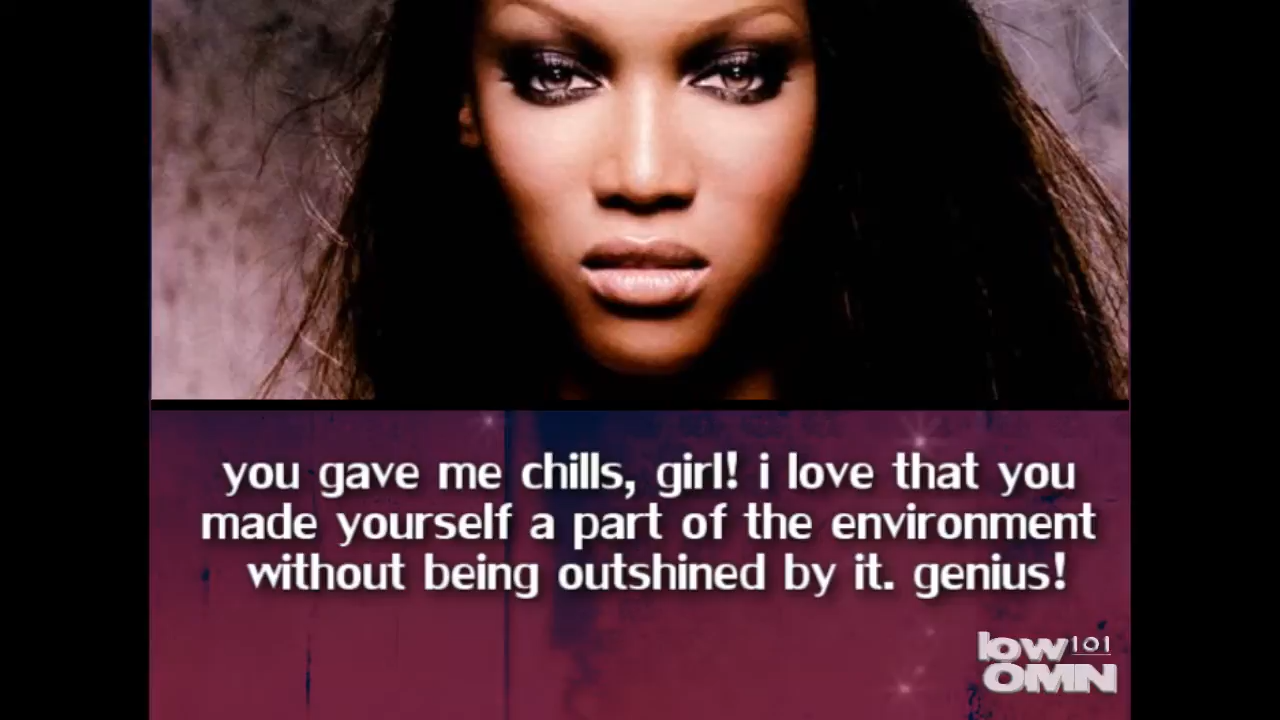 you gave me chills, girl! i love that you
made yourself a part of the environment
without being outshined by it. genius!
low 101
OMN